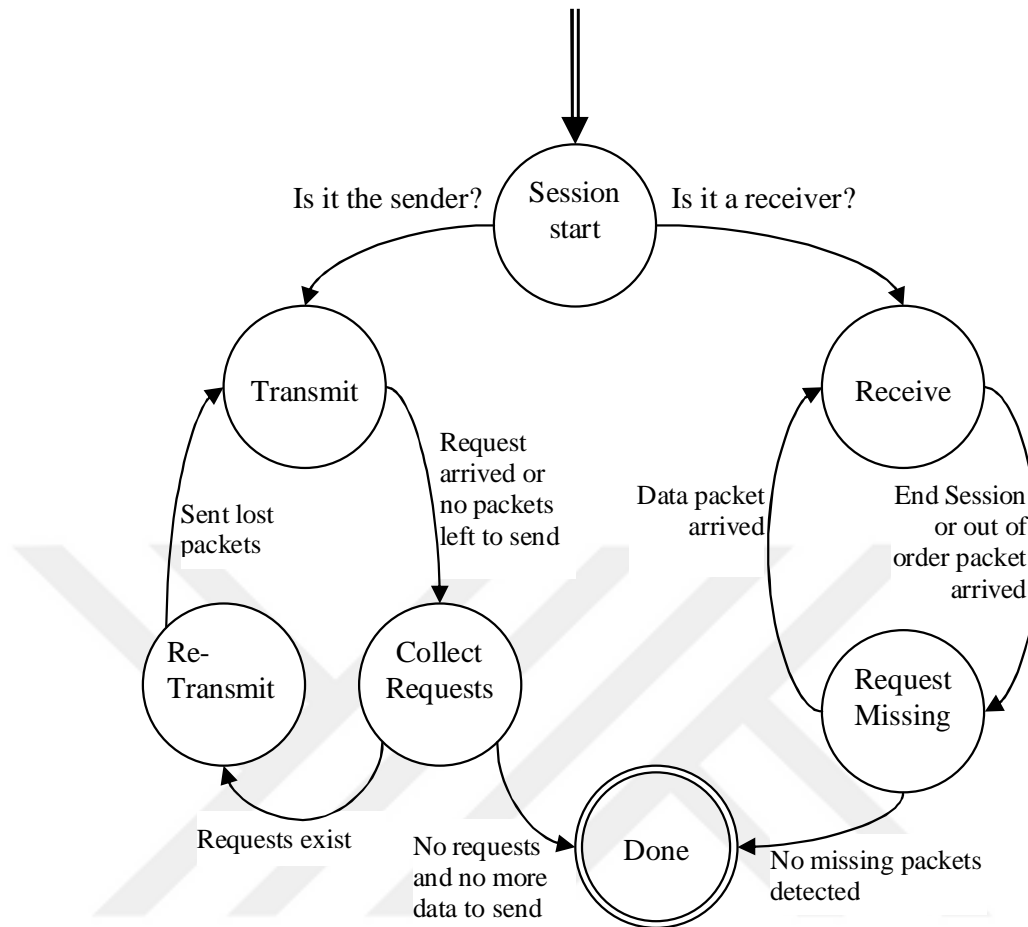 Session
start
Is it the sender?
Is it a receiver?
Transmit
Receive
Request
arrived or
no packets
left to send
Sent lost
packets
Data packet
arrived
End Session
or out of
order packet
arrived
Re-
Transmit
Collect
Requests
Request
Missing
Requests exist
No requests
and no more
data to send
Done
No missing packets
detected